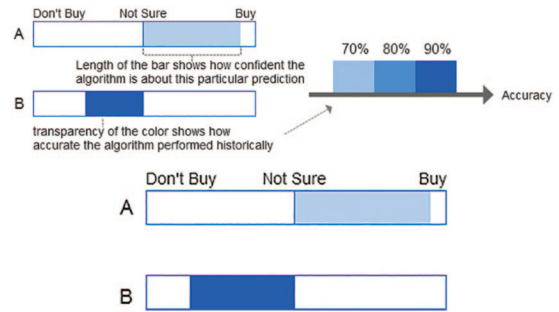 Don't Buy Not Sure Buy
A
Length of the bar shows how confident the
algorithm is about this particular prediction
B
transparency of the color shows how
accurate the algorithm performed historically
70% 80% 90%
Accuracy
Don't Buy Not Sure Buy
A
B